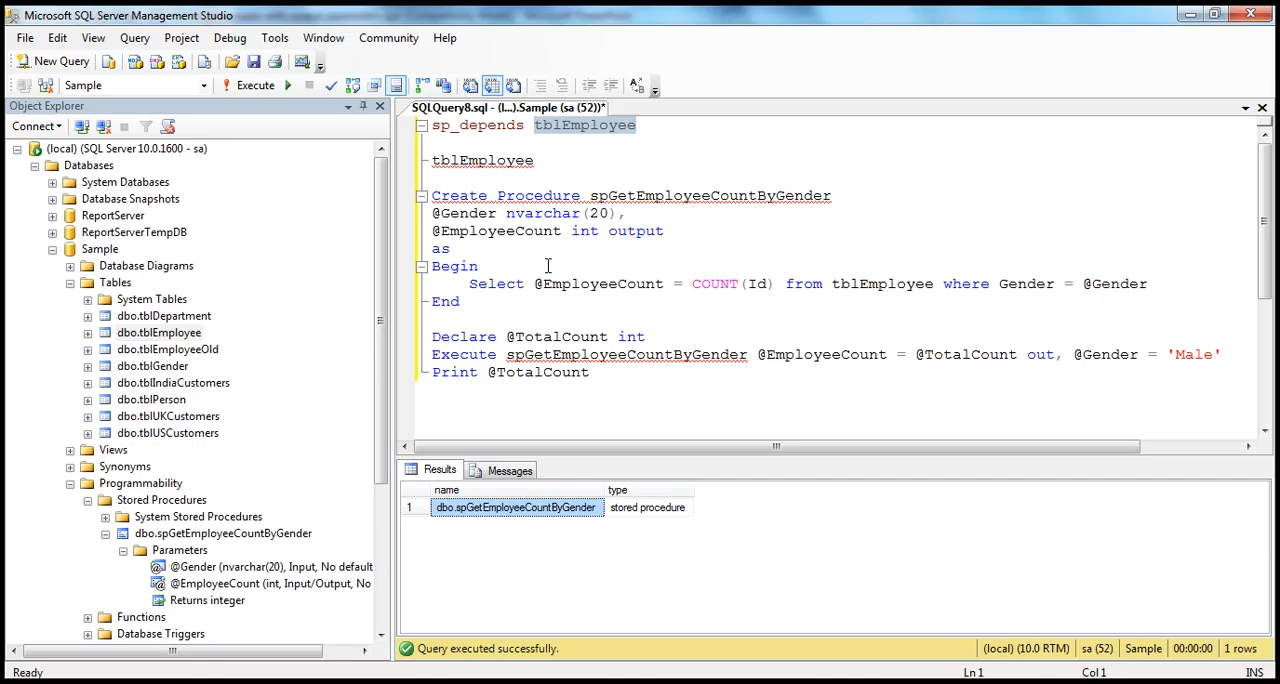 Microsoft SQL Server Management Studio
File Edit View Query Project Debug Tools Window Community Help
New Query
Sample Execute
Object Explorer
SQLQuery8.sql - (l...).Sample (sa (52))*
Connect
(local) (SQL Server 10.0.1600 - sa)
Databases
System Databases
Database Snapshots
ReportServer
ReportServerTempDB
Sample
Database Diagrams
Tables
System Tables
dbo.tblDepartment
dbo.tblEmployee
dbo.tblEmployeeOld
dbo.tblGender
dbo.tblIndiaCustomers
dbo.tblPerson
dbo.tblUKCustomers
dbo.tblUSCustomers
Views
Synonyms
Programmability
Stored Procedures
System Stored Procedures
dbo.spGetEmployeeCountByGender
Parameters
@Gender (nvarchar(20), Input, No default
@EmployeeCount (int, Input/Output, No
Returns integer
Functions
Database Triggers
sp_depends tblEmployee
tblEmployee
Create Procedure spGetEmployeeCountByGender
@Gender nvarchar(20),
@EmployeeCount int output
as
Begin
Select @EmployeeCount = COUNT(Id) from tblEmployee where Gender = @Gender
End
Declare @TotalCount int
Execute spGetEmployeeCountByGender @EmployeeCount = @TotalCount out, @Gender = 'Male'
Print @TotalCount
Results Messages
name type
1 dbo.spGetEmployeeCountByGender stored procedure
Query executed successfully. (local) (10.0 RTM) sa (52) Sample 00:00:00 1 rows
Ready Ln 1 Col 1 INS